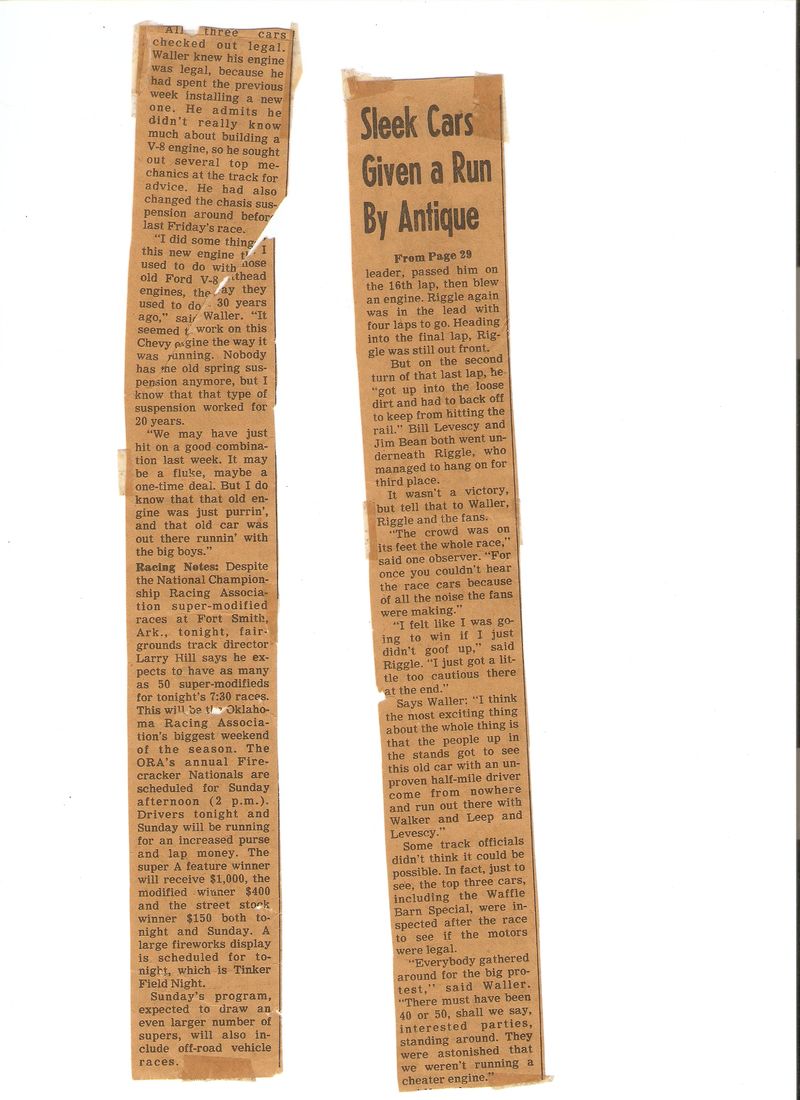 All three cars
checked out legal.
Waller knew his engine
was legal, because he
had spent the previous
week installing a new
one. He admits he
didn't really know
much about building a
V-8 engine, so he sought
out several top me-
chanics at the track for
advice. He had also
changed the chasis sus-
pension around before
last Friday's race.
"I did some things
this new engine I
used to do with those
old Ford V-8 flathead
engines, the way they
used to do 30 years
ago," said Waller. "It
seemed to work on this
Chevy engine the way it
was running. Nobody
has the old spring sus-
pension anymore, but I
know that that type of
suspension worked for
20 years.
"We may have just
hit on a good combina-
tion last week. It may
be a fluke, maybe a
one-time deal. But I do
know that that old en-
gine was just purrin',
and that old car was
out there runnin' with
the big boys."
Racing Notes: Despite
the National Champion-
ship Racing Associa-
tion super-modified
races at Fort Smith,
Ark., tonight, fair-
grounds track director
Larry Hill says he ex-
pects to have as many
as 50 super-modifieds
for tonight's 7:30 races.
This will be the Oklaho-
ma Racing Associa-
tion's biggest weekend
of the season. The
ORA's annual Fire-
cracker Nationals are
scheduled for Sunday
afternoon (2 p.m.).
Drivers tonight and
Sunday will be running
for an increased purse
and lap money. The
super A feature winner
will receive $1,000, the
modified winner $400
and the street stock
winner $150 both to-
night and Sunday. A
large fireworks display
is scheduled for to-
night, which is Tinker
Field Night.
Sunday's program,
expected to draw an
even larger number of
supers, will also in-
clude off-road vehicle
races.
Sleek Cars
Given a Run
By Antique
From Page 29
leader, passed him on
the 16th lap, then blew
an engine. Riggle again
was in the lead with
four laps to go. Heading
into the final lap, Rig-
gle was still out front.
But on the second
turn of that last lap, he
"got up into the loose
dirt and had to back off
to keep from hitting the
rail." Bill Levescy and
Jim Bean both went un-
derneath Riggle, who
managed to hang on for
third place.
It wasn't a victory,
but tell that to Waller,
Riggle and the fans.
"The crowd was on
its feet the whole race,"
said one observer. "For
once you couldn't hear
the race cars because
of all the noise the fans
were making."
"I felt like I was go-
ing to win if I just
didn't goof up," said
Riggle. "I just got a lit-
tle too cautious there
at the end."
Says Waller: "I think
the most exciting thing
about the whole thing is
that the people up in
the stands got to see
this old car with an un-
proven half-mile driver
come from nowhere
and run out there with
Walker and Leep and
Levescy."
Some track officials
didn't think it could be
possible. In fact, just to
see, the top three cars,
including the Waffle
Barn Special, were in-
spected after the race
to see if the motors
were legal.
"Everybody gathered
around for the big pro-
test," said Waller.
"There must have been
40 or 50, shall we say,
interested parties,
standing around. They
were astonished that
we weren't running a
cheater engine."